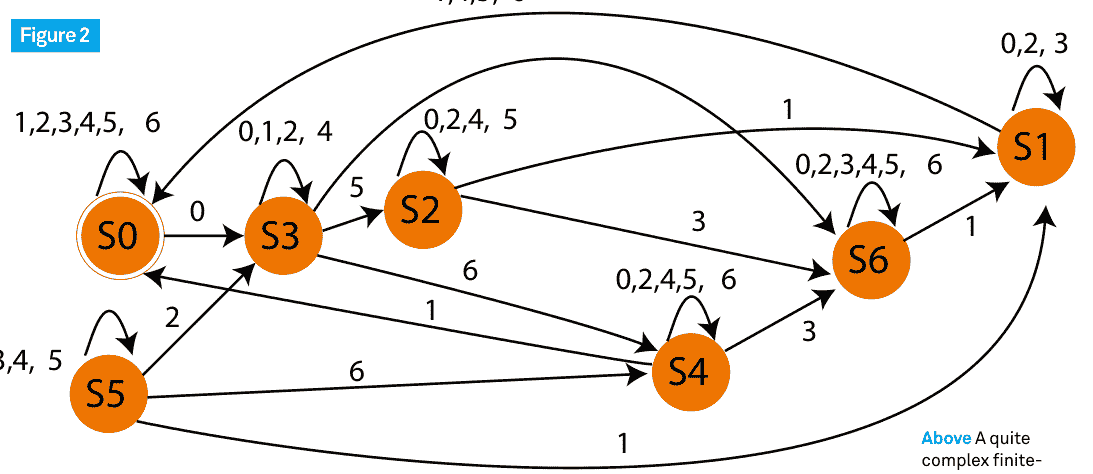 Figure 2
0,2, 3
1
S1
1,2,3,4,5, 6
0,1,2, 4
0,2,4, 5
0,2,3,4,5, 6
5
S2
0
S0
S3
3
S6
1
6
0,2,4,5, 6
1
2
3
,4, 5
6
S4
S5
1
Above A quite
complex finite-